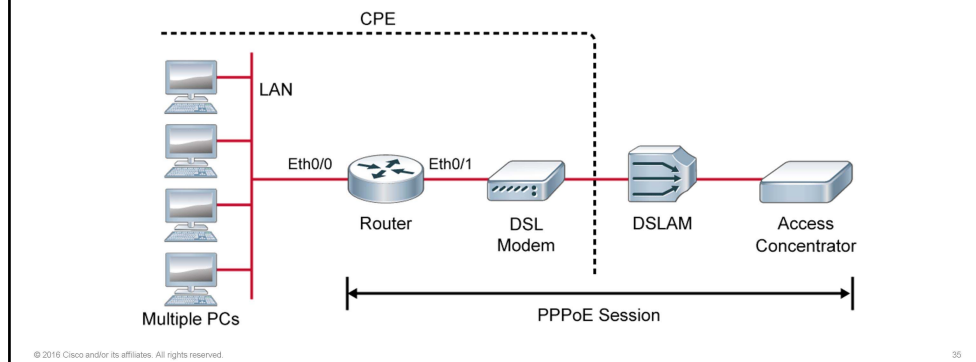 CPE
LAN
Eth0/0
Eth0/1
Router
DSL
Modem
DSLAM
Access
Concentrator
Multiple PCs
PPPoE Session
© 2016 Cisco and/or its affiliates. All rights reserved.
35